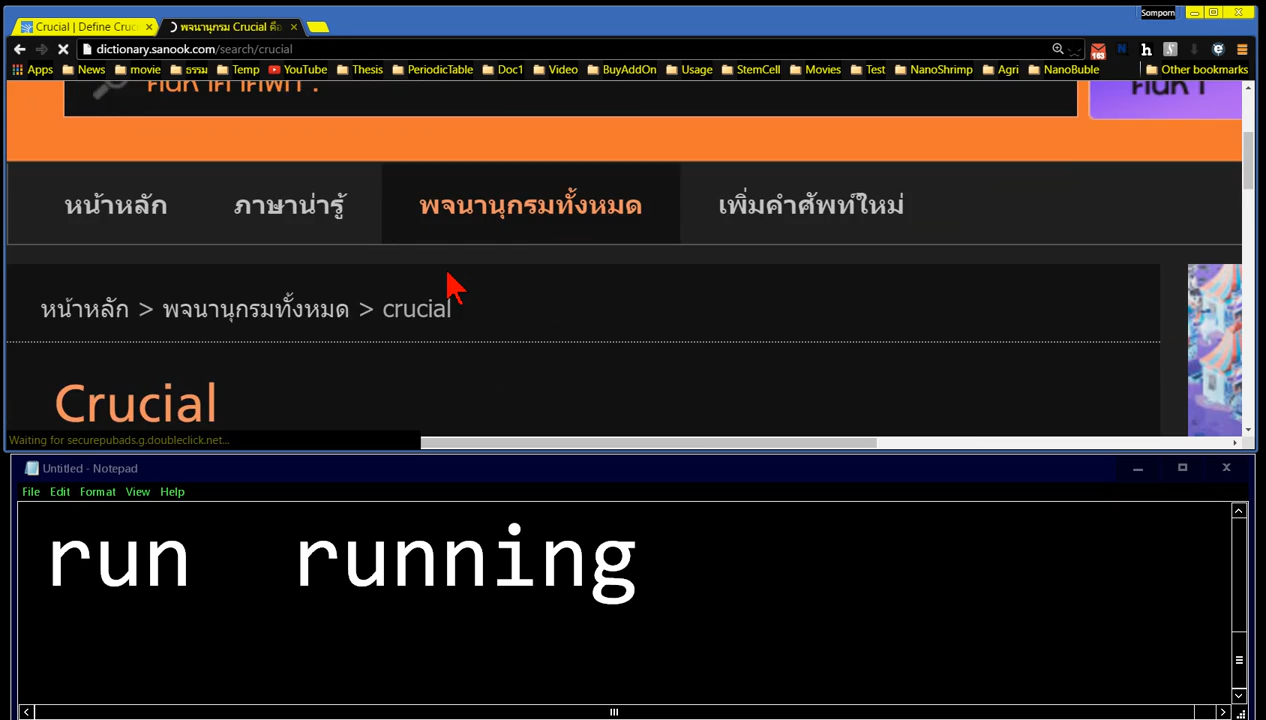 Somporn
Crucial | Define Cruc
พจนานุกรม Crucial คือ
dictionary.sanook.com/search/crucial
163
Apps News movie ธรรม Temp YouTube Thesis PeriodicTable Doc1 Video BuyAddOn Usage StemCell Movies Test NanoShrimp Agri NanoBuble Other bookmarks
หน้าหลัก ภาษาน่ารู้ พจนานุกรมทั้งหมด เพิ่มคำศัพท์ใหม่
หน้าหลัก > พจนานุกรมทั้งหมด > crucial
Crucial
Waiting for securepubads.g.doubleclick.net...
Untitled - Notepad
File Edit Format View Help
run running